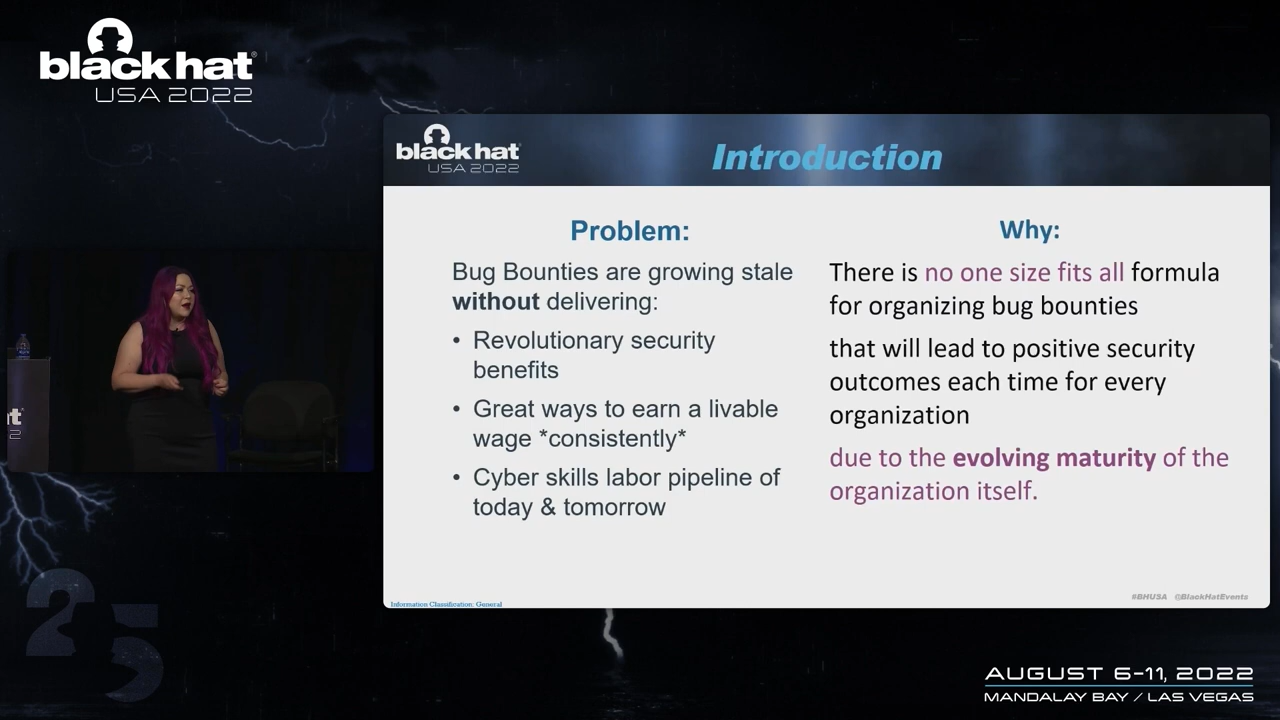 black hat®
USA 2022
black hat
USA 2022
Introduction
Problem:
Bug Bounties are growing stale
without delivering:
• Revolutionary security
benefits
• Great ways to earn a livable
wage *consistently*
• Cyber skills labor pipeline of
today & tomorrow
Why:
There is no one size fits all formula
for organizing bug bounties
that will lead to positive security
outcomes each time for every
organization
due to the evolving maturity of the
organization itself.
Information Classification: General
#BHUSA @BlackHatEvents
25
AUGUST 6-11, 2022
MANDALAY BAY / LAS VEGAS